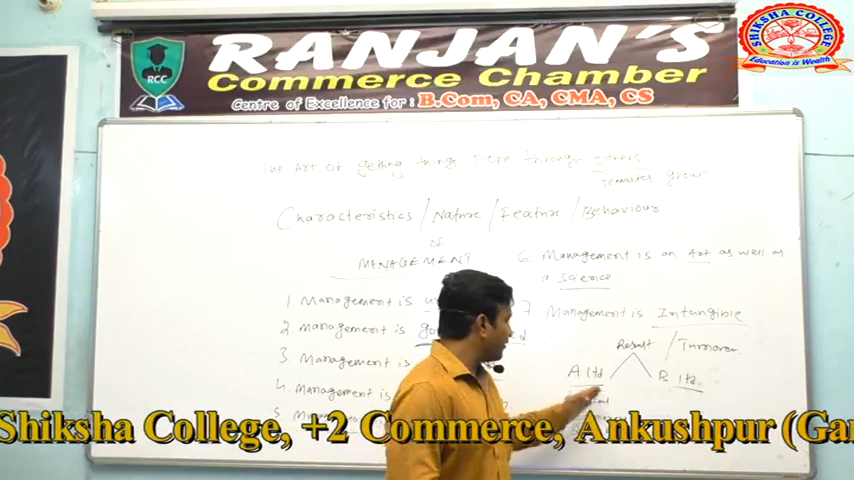 RANJAN'S
Commerce Chamber
Centre of Excellence for : B.Com, CA, CMA, CS
RCC
SHIKSHA COLLEGE
Education is Wealth
The Art of getting things done through others
Characteristics / Nature / Feature / Behaviour
of
MANAGEMENT
1. Management is
2. Management is
3 Management is
4. Management is
5.
6. Management is an Art as well as
a Science
7 Management is Intangible
Result / Turnover
A ltd
B ltd.
Shiksha College, +2 Commerce, Ankushpur (Gan